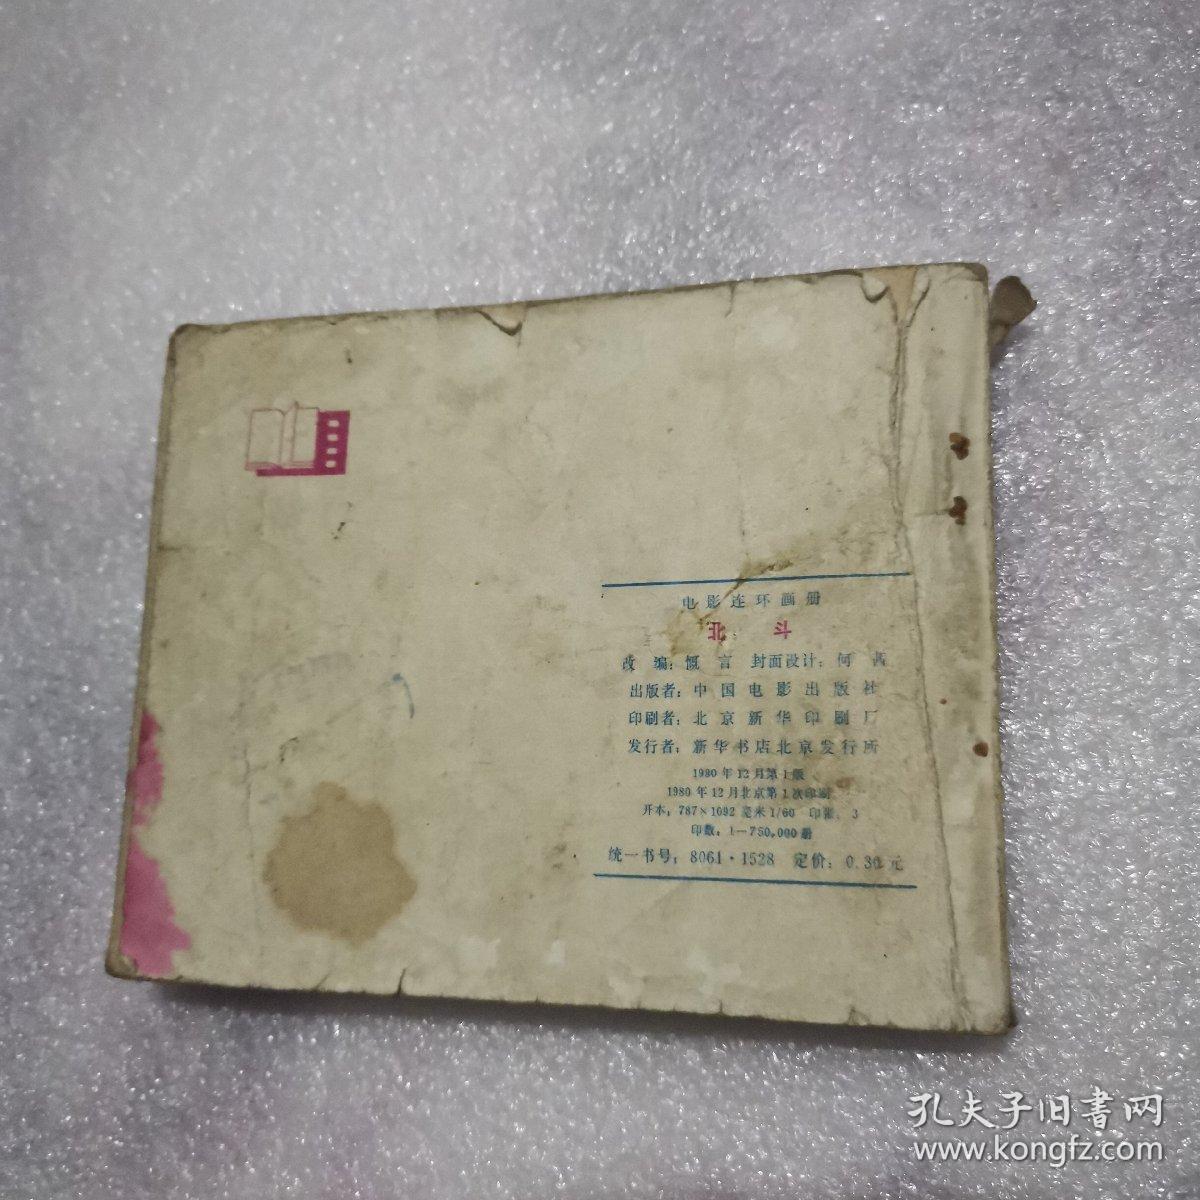 电影连环画册
北 斗
改 编：慨 言 封面设计：何 茜
出版者：中国电影出版社
印刷者：北京新华印刷厂
发行者：新华书店北京发行所
1980年12月第1版
1980年12月北京第1次印刷
开本：787×1092毫米1/60 印张：3
印数：1—750,000册
统一书号：8061·1528 定价：0.30元
孔夫子旧书网
www.kongfz.com